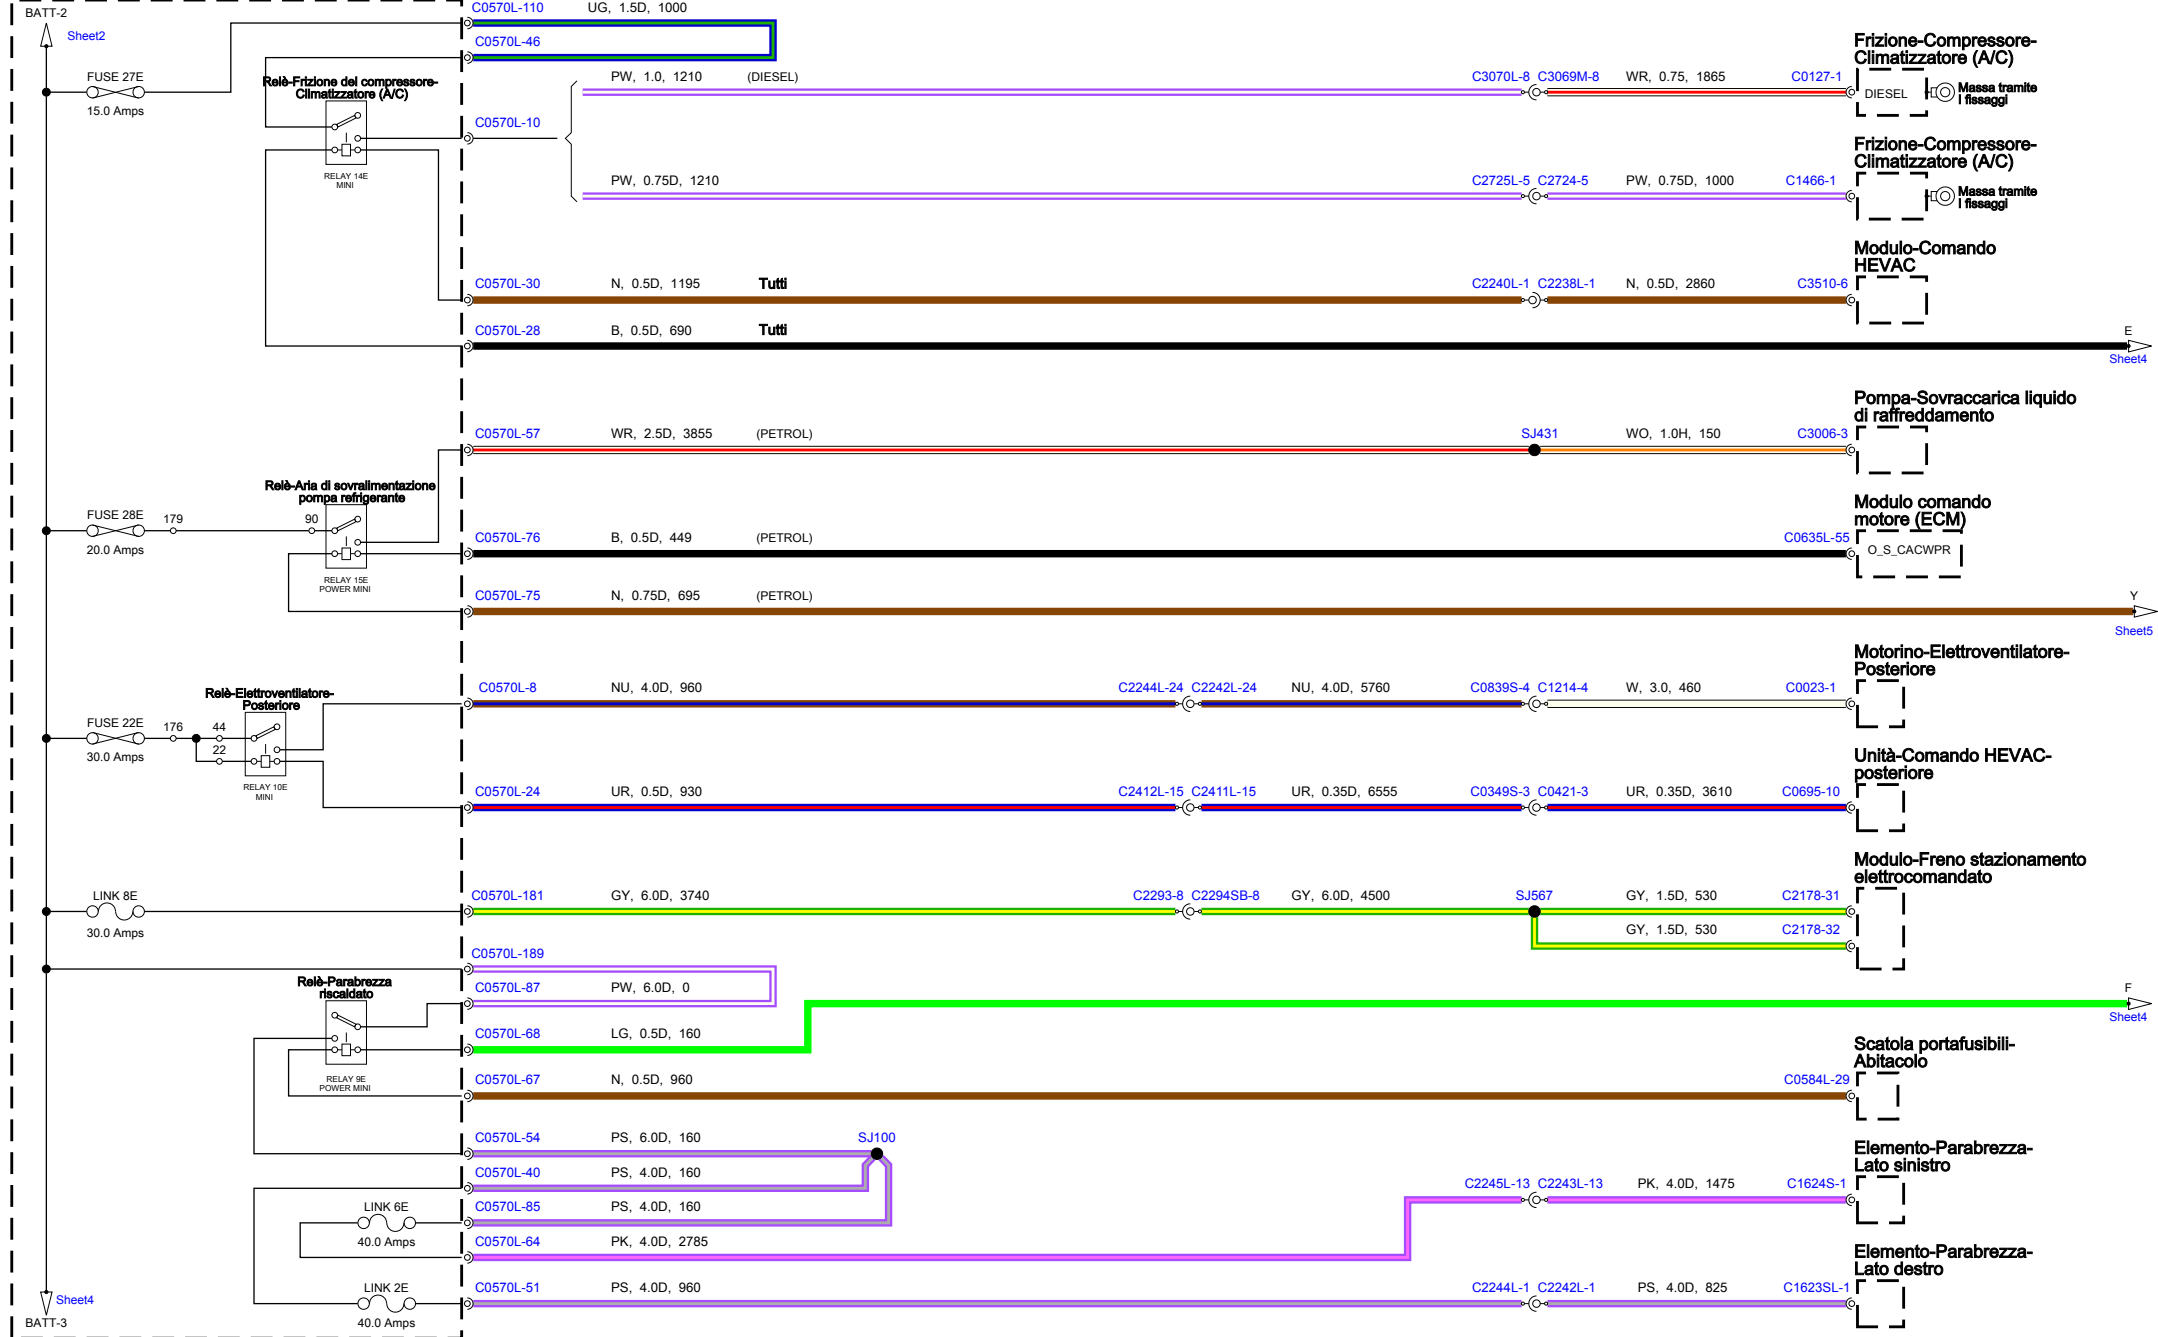 BATT-2
Sheet2
C0570L-110 UG, 1.5D, 1000
C0570L-46
FUSE 27E
15.0 Amps
Relè-Frizione del compressore-
Climatizzatore (A/C)
RELAY 14E
MINI
PW, 1.0, 1210 (DIESEL) C3070L-8 C3069M-8 WR, 0.75, 1865 C0127-1
Frizione-Compressore-
Climatizzatore (A/C)
DIESEL
Massa tramite
I fissaggi
C0570L-10
PW, 0.75D, 1210 C2725L-5 C2724-5 PW, 0.75D, 1000 C1466-1
Frizione-Compressore-
Climatizzatore (A/C)
Massa tramite
I fissaggi
C0570L-30 N, 0.5D, 1195 Tutti C2240L-1 C2238L-1 N, 0.5D, 2860 C3510-6
Modulo-Comando
HEVAC
C0570L-28 B, 0.5D, 690 Tutti
E
Sheet4
C0570L-57 WR, 2.5D, 3855 (PETROL) SJ431 WO, 1.0H, 150 C3006-3
Pompa-Sovraccarica liquido
di raffreddamento
Relè-Aria di sovralimentazione
pompa refrigerante
FUSE 28E 179 90
20.0 Amps
RELAY 15E
POWER MINI
C0570L-76 B, 0.5D, 449 (PETROL) C0635L-55
Modulo comando
motore (ECM)
O_S_CACWPR
C0570L-75 N, 0.75D, 695 (PETROL)
Y
Sheet5
Relè-Elettroventilatore-
Posteriore
FUSE 22E 176 44
22
30.0 Amps
RELAY 10E
MINI
C0570L-8 NU, 4.0D, 960 C2244L-24 C2242L-24 NU, 4.0D, 5760 C0839S-4 C1214-4 W, 3.0, 460 C0023-1
Motorino-Elettroventilatore-
Posteriore
C0570L-24 UR, 0.5D, 930 C2412L-15 C2411L-15 UR, 0.35D, 6555 C0349S-3 C0421-3 UR, 0.35D, 3610 C0695-10
Unità-Comando HEVAC-
posteriore
LINK 8E
30.0 Amps
C0570L-181 GY, 6.0D, 3740 C2293-8 C2294SB-8 GY, 6.0D, 4500 SJ567 GY, 1.5D, 530 C2178-31
GY, 1.5D, 530 C2178-32
Modulo-Freno stazionamento
elettrocomandato
C0570L-189
Relè-Parabrezza
riscaldato
RELAY 9E
POWER MINI
C0570L-87 PW, 6.0D, 0
F
Sheet4
C0570L-68 LG, 0.5D, 160
C0570L-67 N, 0.5D, 960 C0584L-29
Scatola portafusibili-
Abitacolo
C0570L-54 PS, 6.0D, 160 SJ100
C0570L-40 PS, 4.0D, 160
LINK 6E
40.0 Amps
C0570L-85 PS, 4.0D, 160
C2245L-13 C2243L-13 PK, 4.0D, 1475 C1624S-1
Elemento-Parabrezza-
Lato sinistro
C0570L-64 PK, 4.0D, 2785
LINK 2E
40.0 Amps
C0570L-51 PS, 4.0D, 960 C2244L-1 C2242L-1 PS, 4.0D, 825 C1623SL-1
Elemento-Parabrezza-
Lato destro
Sheet4
BATT-3